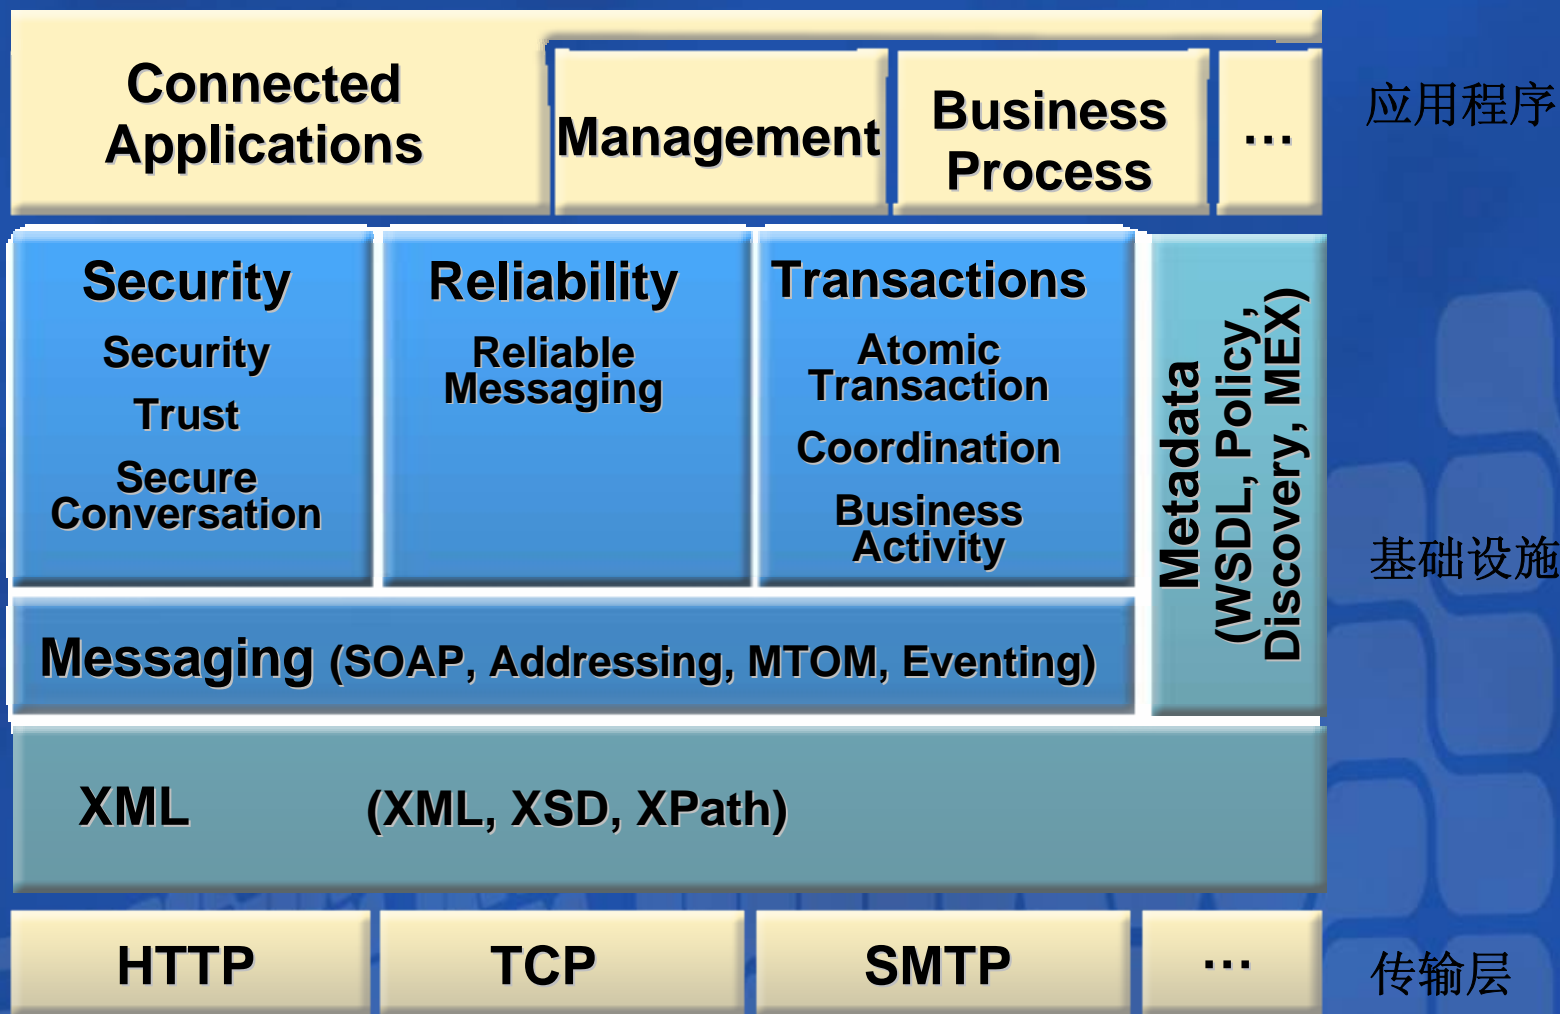 Connected
Applications
Management
Business
Process
...
应用程序
Security
Security
Trust
Secure
Conversation
Reliability
Reliable
Messaging
Transactions
Atomic
Transaction
Coordination
Business
Activity
Metadata
(WSDL, Policy,
Discovery, MEX)
基础设施
Messaging (SOAP, Addressing, MTOM, Eventing)
XML (XML, XSD, XPath)
HTTP
TCP
SMTP
...
传输层